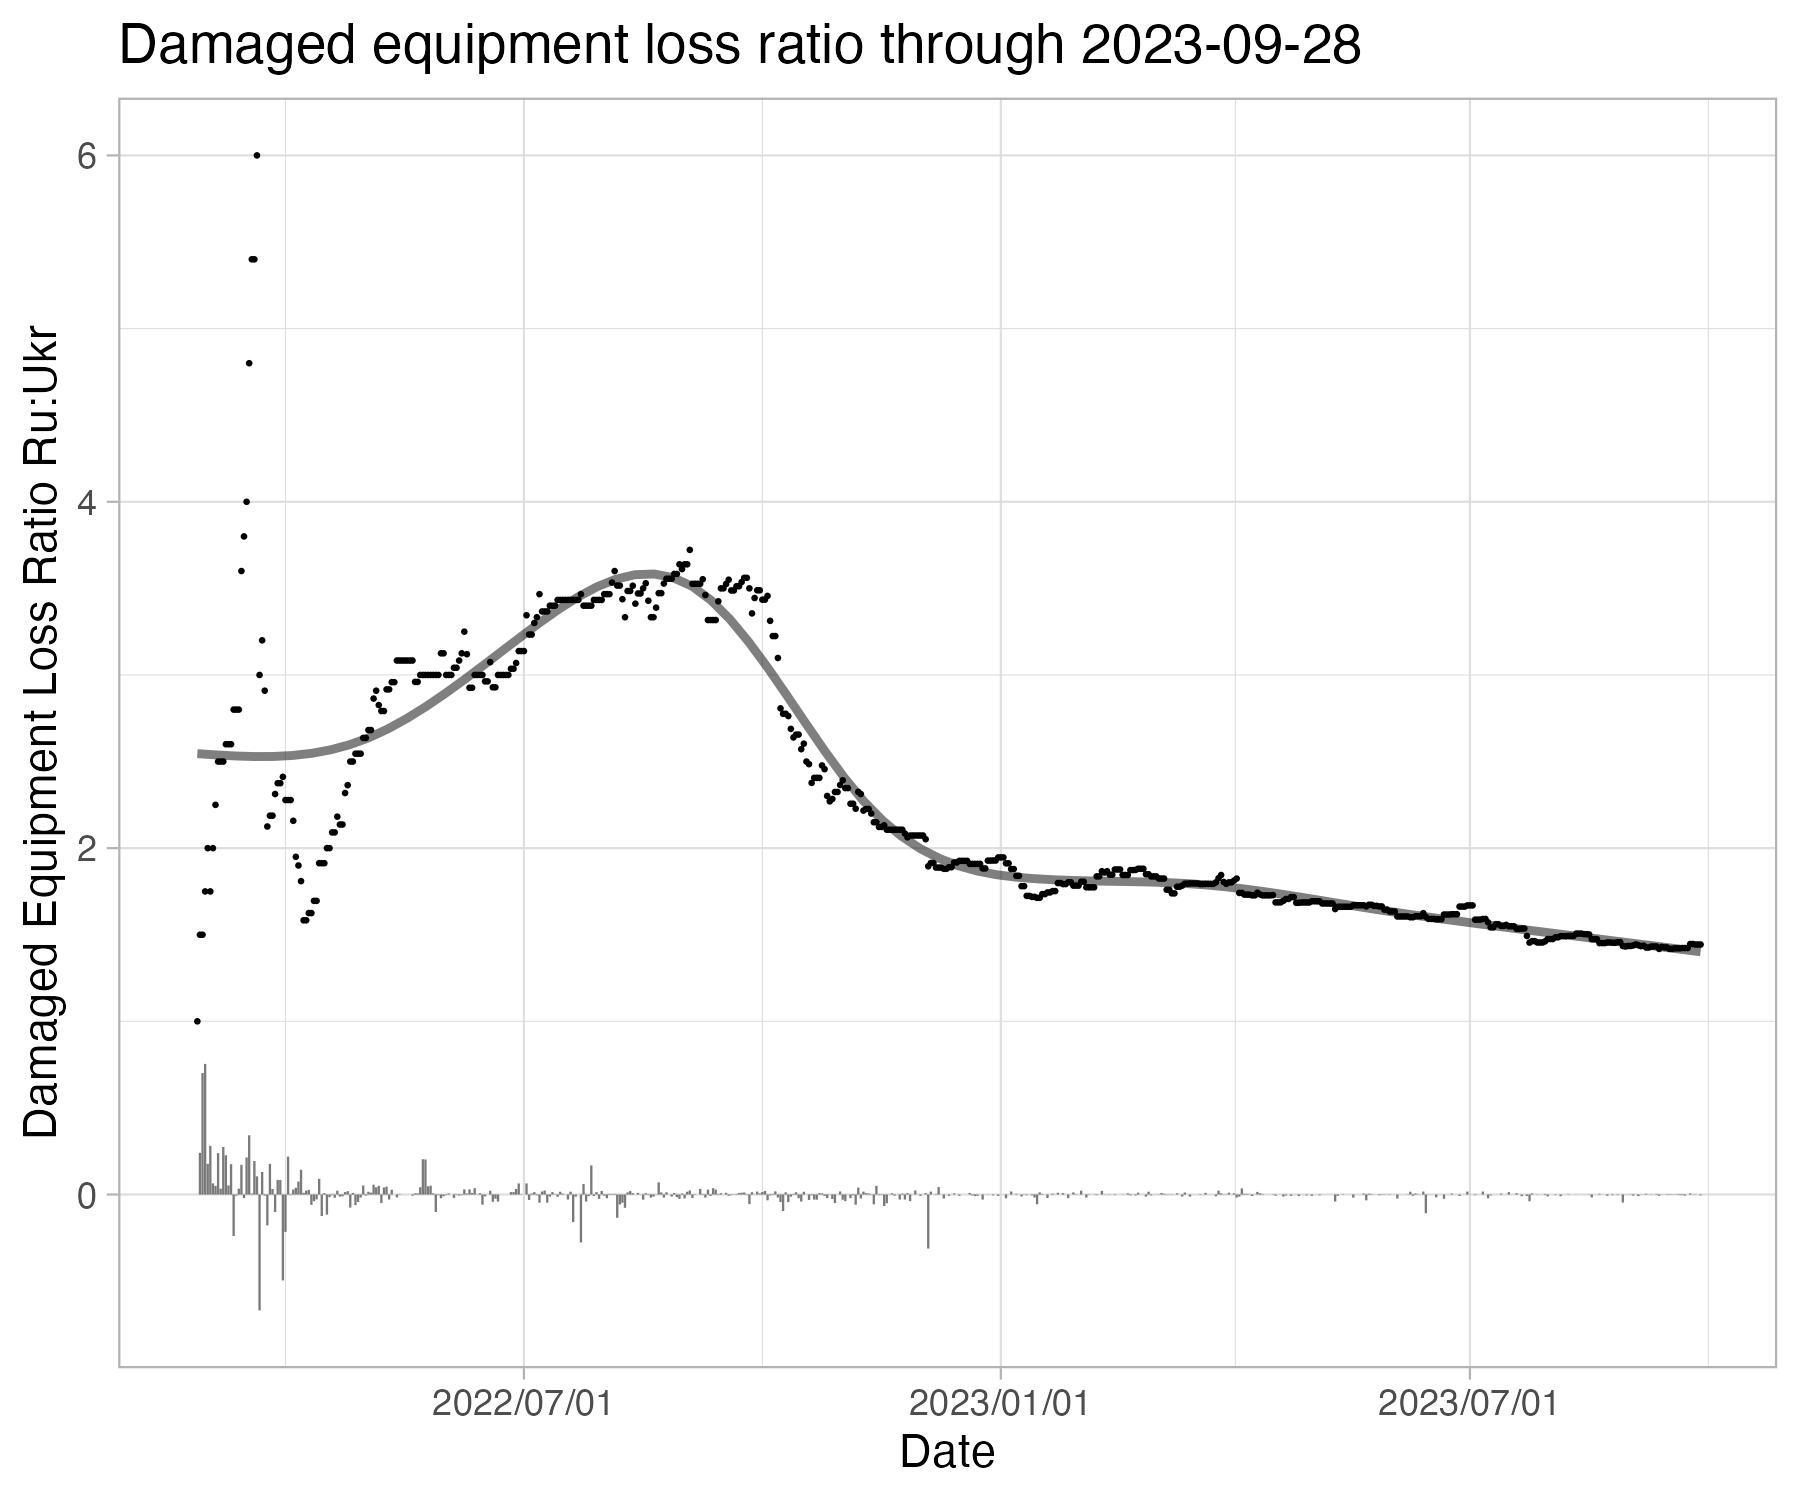 Damaged equipment loss ratio through 2023-09-28
Damaged Equipment Loss Ratio Ru:Ukr
6
4
2
0
2022/07/01
2023/01/01
2023/07/01
Date